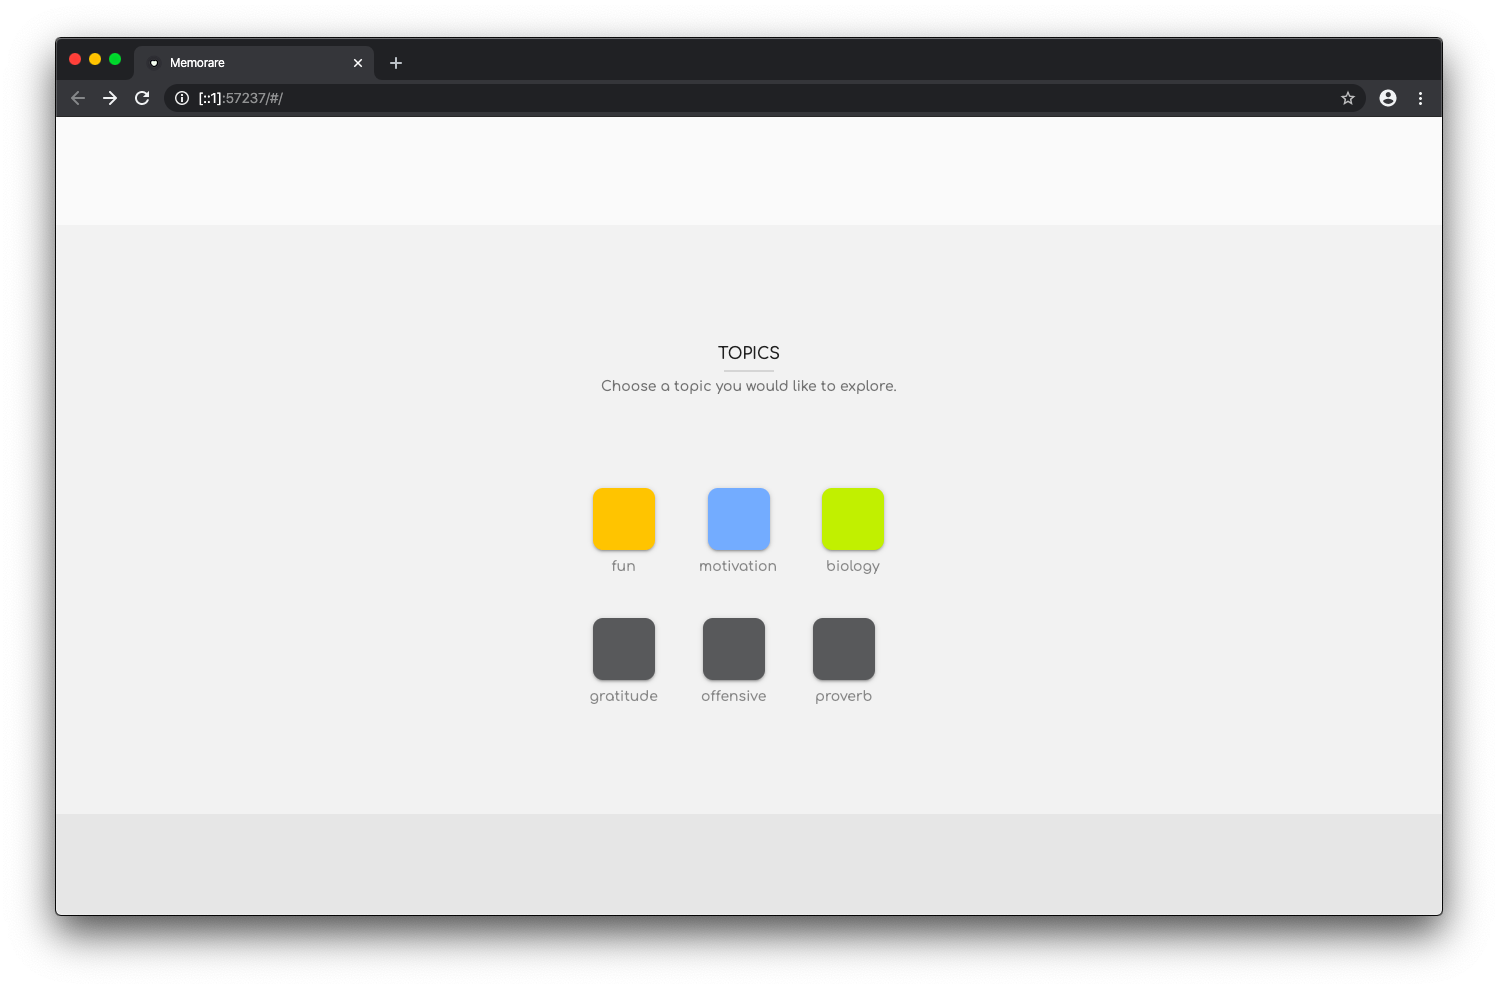 Memorare
[::1]:57237/#/
TOPICS
Choose a topic you would like to explore.
fun motivation biology
gratitude offensive proverb